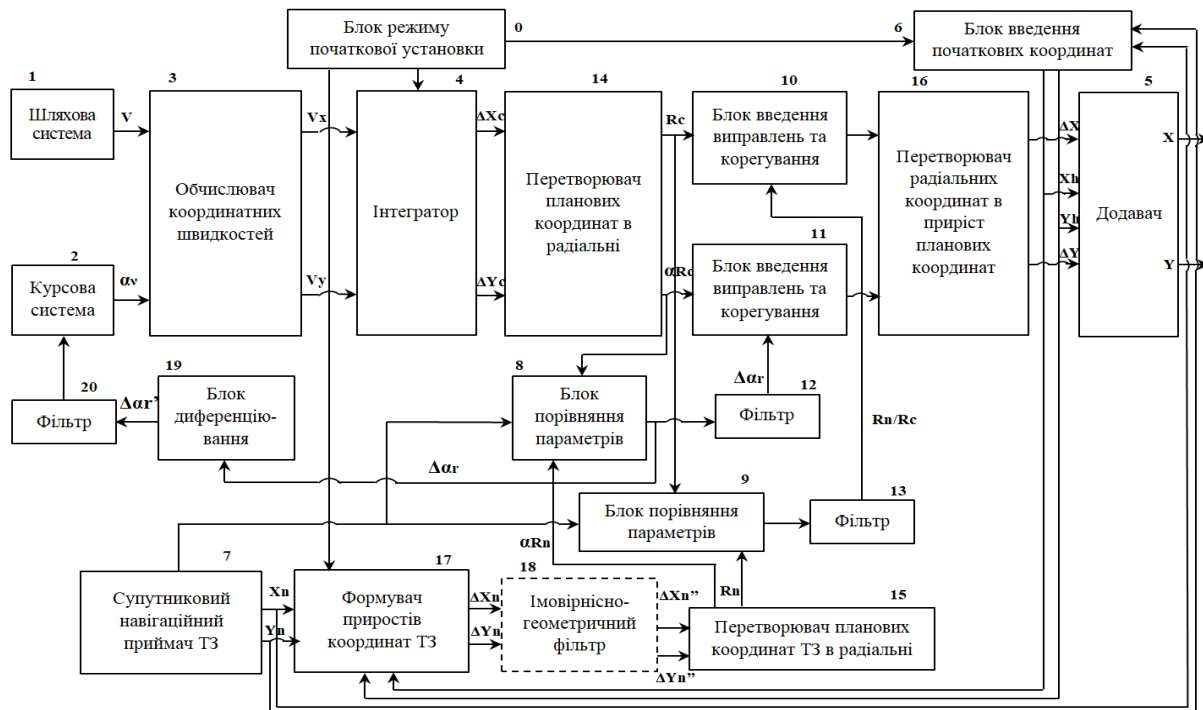 Блок режиму
початкової установки
0
6
Блок введення
початкових координат
1
Шляхова
система
V
3
Обчислювач
координатних
швидкостей
Vx
Vy
4
Інтегратор
ΔXc
ΔYc
14
Перетворювач
планових
координат в
радіальні
Rc
αRc
10
Блок введення
виправлень та
корегування
11
Блок введення
виправлень та
корегування
16
Перетворювач
радіальних
координат в
приріст
планових
координат
ΔX
Xh
Yh
ΔY
5
Додавач
X
Y
2
Курсова
система
αv
20
Фільтр
Δαr’
19
Блок
диференцію-
вання
8
Блок
порівняння
параметрів
Δαr
Δαr
12
Фільтр
Rn/Rc
9
Блок порівняння
параметрів
13
Фільтр
7
Супутниковий
навігаційний
приймач ТЗ
Xn
Yn
17
Формувач
приростів
координат ТЗ
ΔXn
ΔYn
18
Імовірнісно-
геометричний
фільтр
ΔXn”
ΔYn”
αRn
Rn
15
Перетворювач планових
координат ТЗ в радіальні